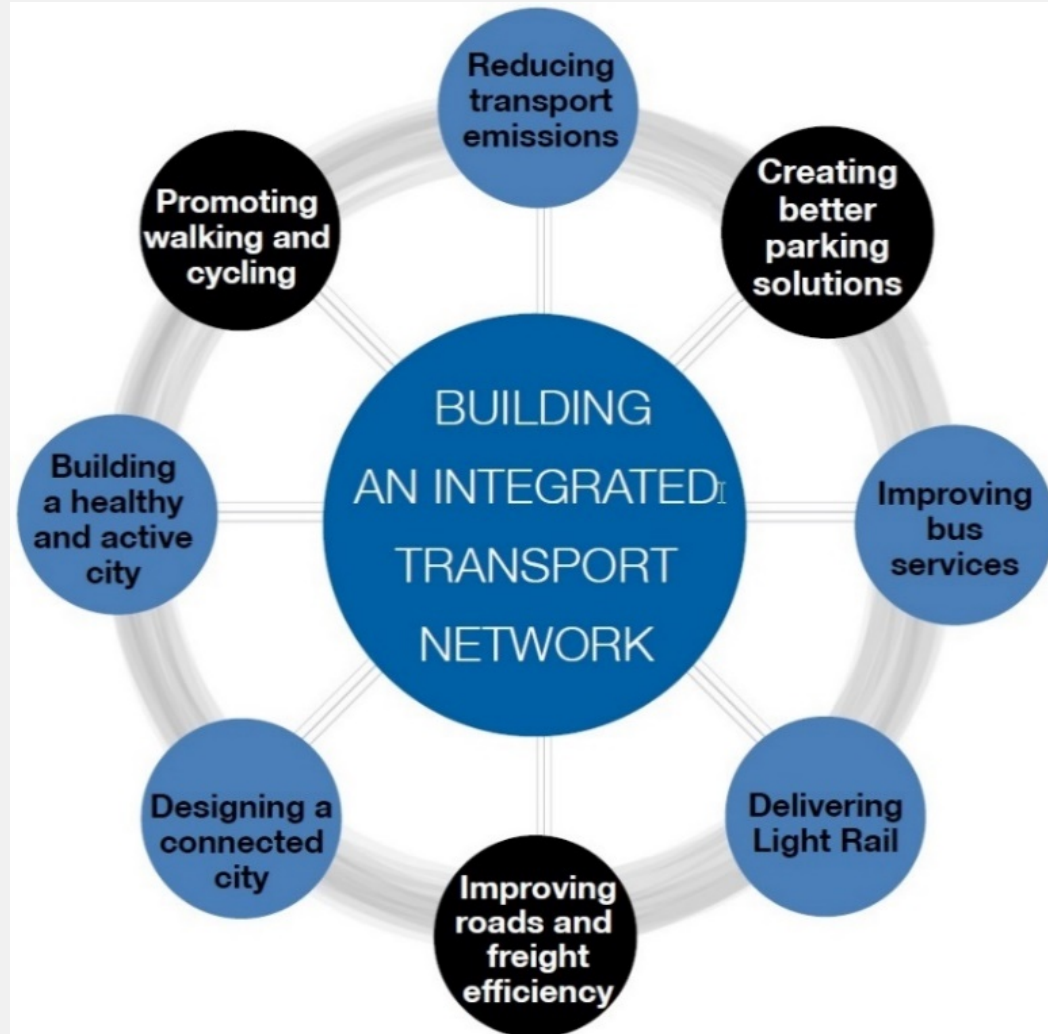 Reducing
transport
emissions
Creating
better
parking
solutions
Promoting
walking and
cycling
BUILDING
AN INTEGRATED
TRANSPORT
NETWORK
Building
a healthy
and active
city
Improving
bus
services
Designing a
connected
city
Delivering
Light Rail
Improving
roads and
freight
efficiency